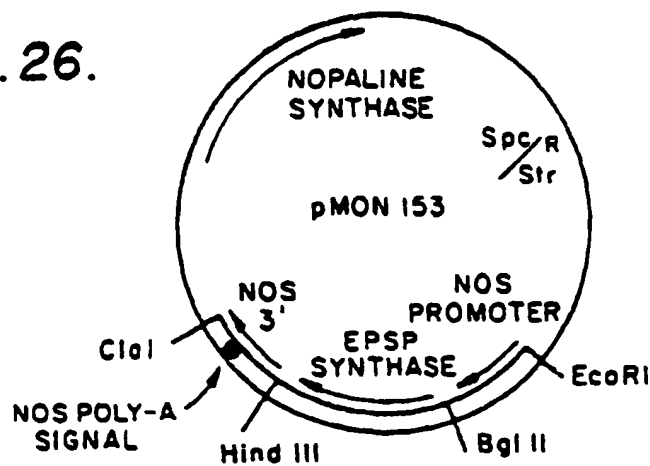 . 26.
NOPALINE
SYNTHASE
Spc/R
Str
pMON 153
NOS
3'
NOS
PROMOTER
EPSP
SYNTHASE
ClaI
EcoRI
NOS POLY-A
SIGNAL
Hind III
Bgl II